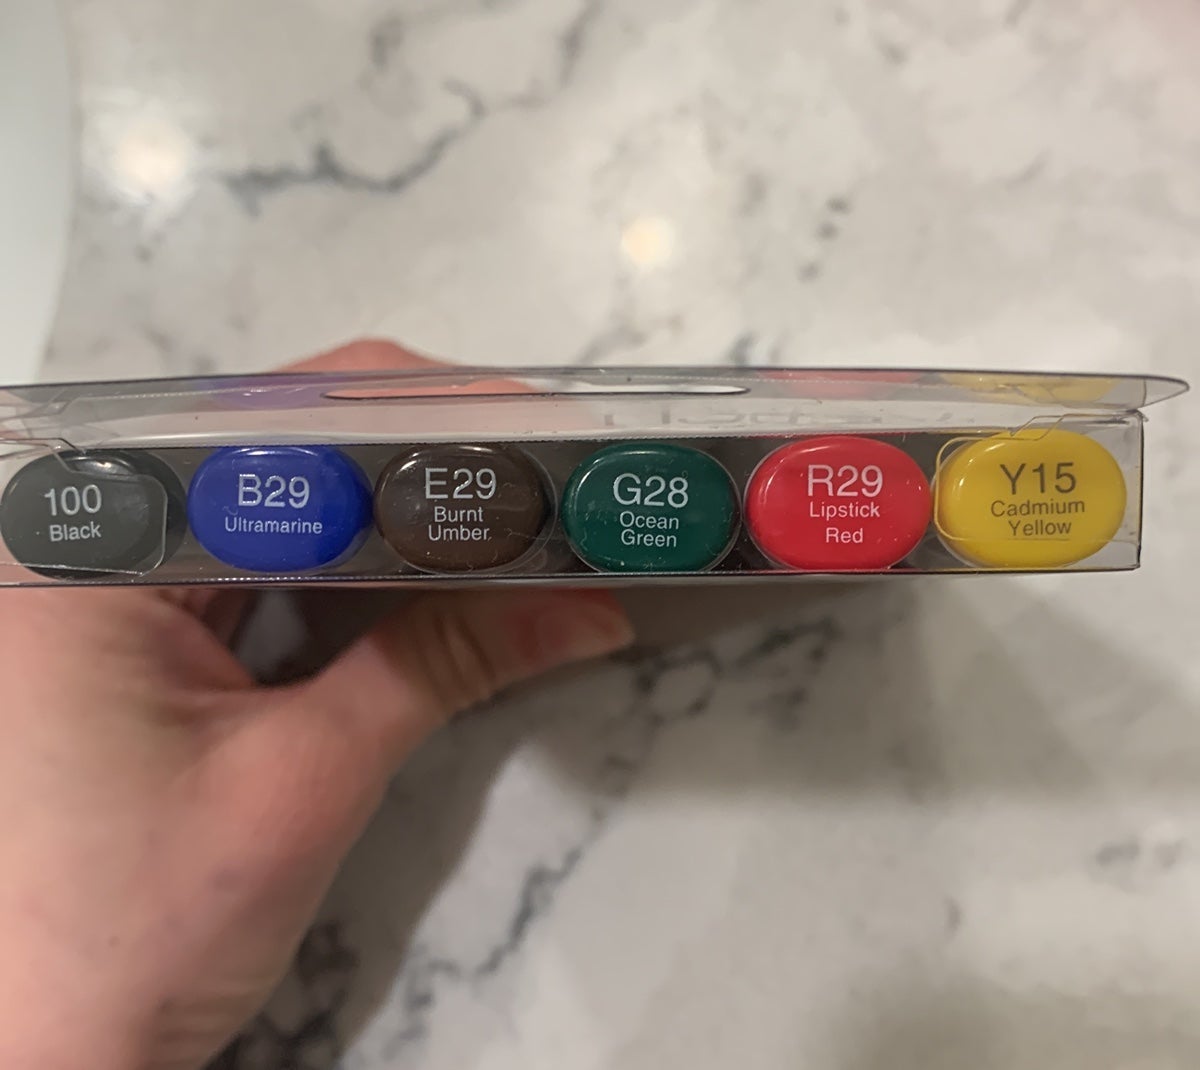 100
Black
B29
Ultramarine
E29
Burnt
Umber
G28
Ocean
Green
R29
Lipstick
Red
Y15
Cadmium
Yellow